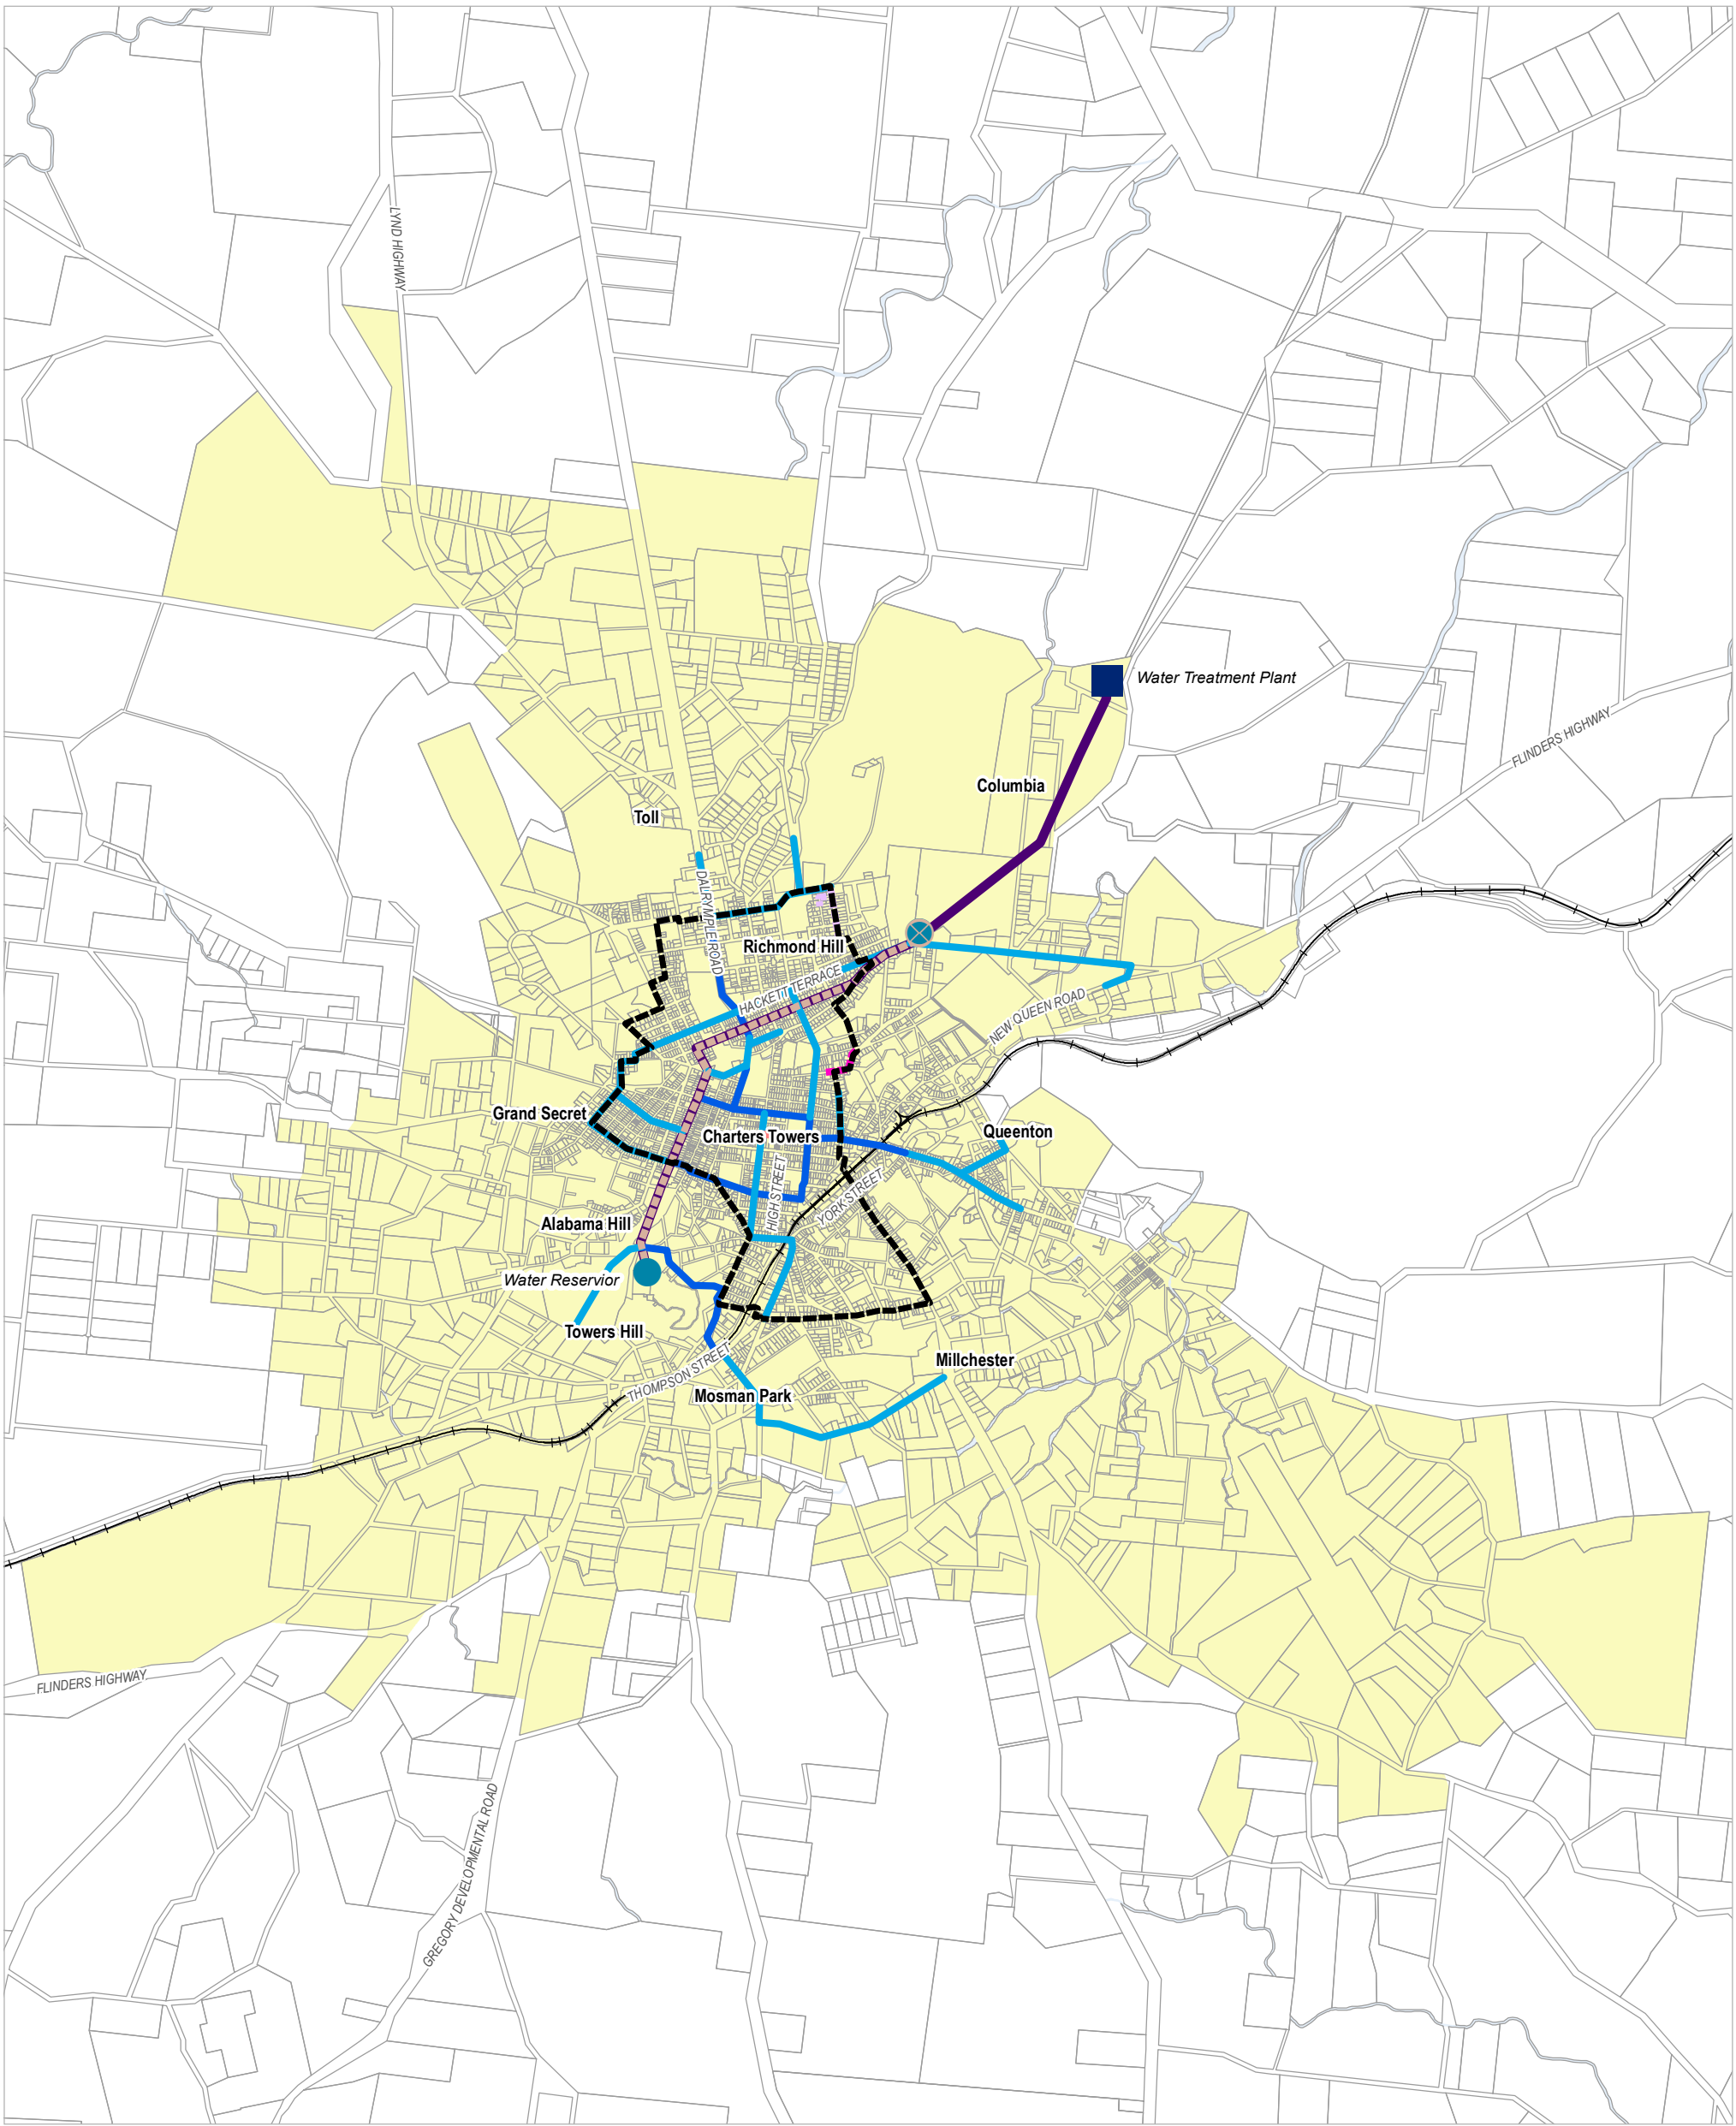 LYND HIGHWAY
Water Treatment Plant
FLINDERS HIGHWAY
Columbia
Toll
DALRYMPLE ROAD
Richmond Hill
HACKETT TERRACE
NEW QUEEN ROAD
Grand Secret
Charters Towers
Queenton
HIGH STREET
YORK STREET
Alabama Hill
Water Reservior
Towers Hill
THOMPSON STREET
Millchester
Mosman Park
FLINDERS HIGHWAY
GREGORY DEVELOPMENTAL ROAD